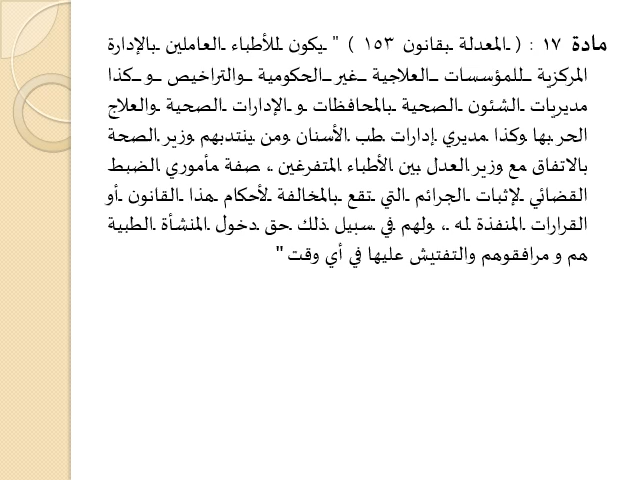 مادة ١٧ : ( المعدلة بقانون ١٥٣ ) " يكون للأطباء العاملين بالإدارة
المركزية للمؤسسات العلاجية غير الحكومية والتراخيص و كذا
مديريات الشئون الصحية بالمحافظات و الإدارات الصحية والعلاج
الحر بها وكذا مديري إدارات طب الأسنان ومن ينتدبهم وزير الصحة
بالاتفاق مع وزير العدل بين الأطباء المتفرغين ، صفة مأموري الضبط
القضائي لإثبات الجرائم التي تقع بالمخالفة لأحكام هذا القانون أو
القرارات المنفذة له ، ولهم في سبيل ذلك حق دخول المنشأة الطبية
هم و مرافقوهم والتفتيش عليها في أي وقت "